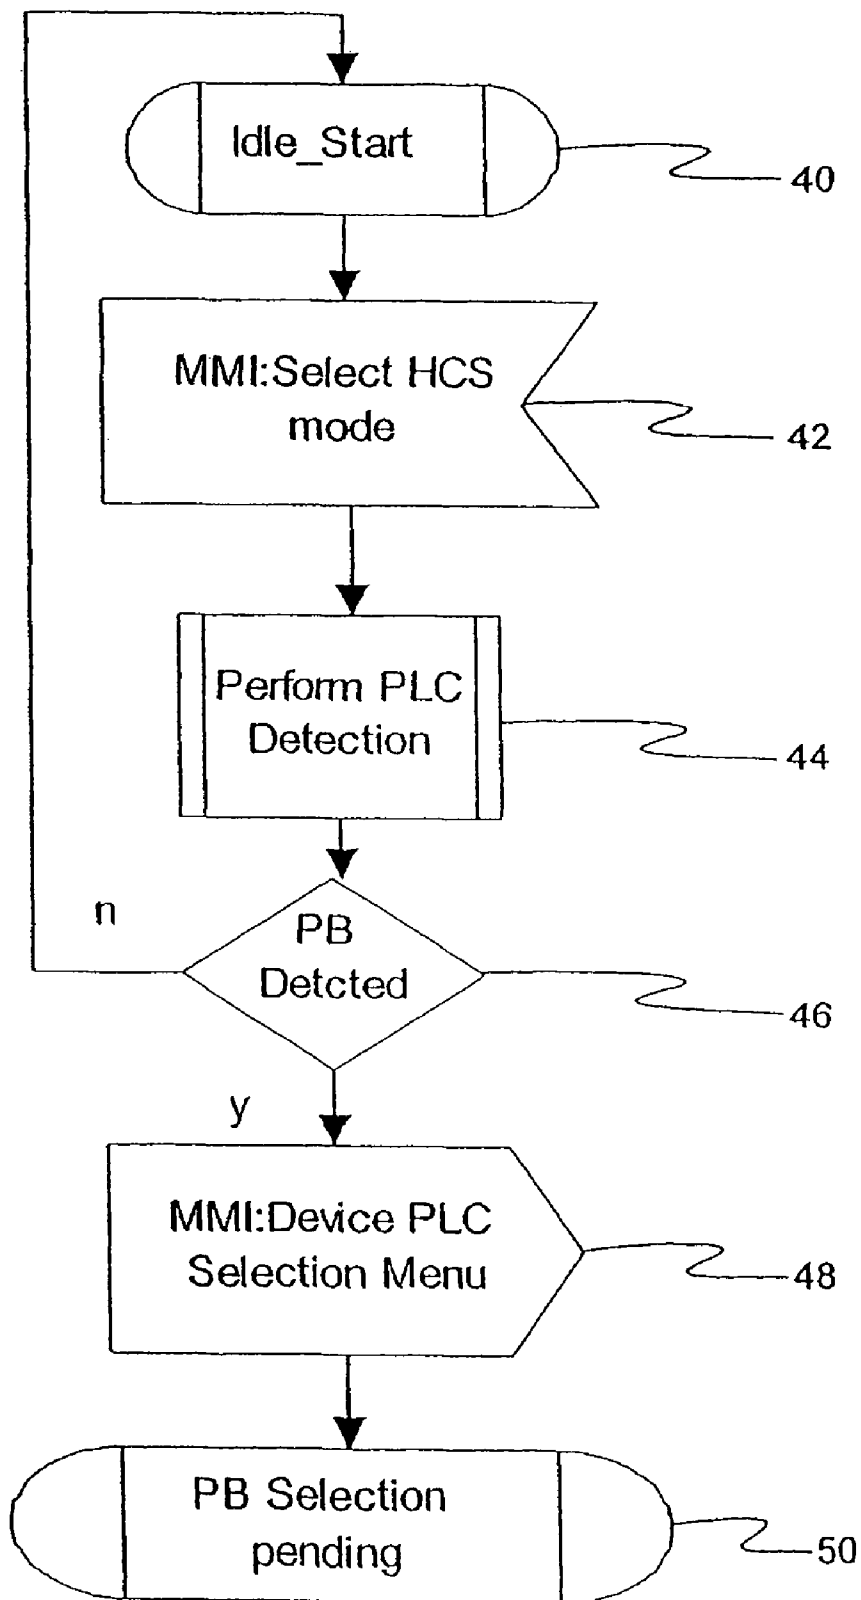 Idle_Start
40
MMI:Select HCS
mode
42
Perform PLC
Detection
44
n
PB
Detcted
46
y
MMI:Device PLC
Selection Menu
48
PB Selection
pending
50